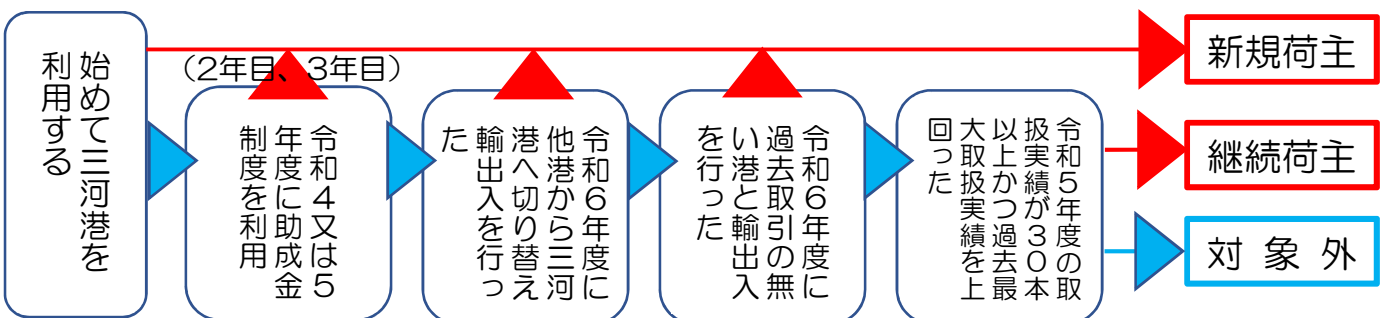 始めて三河港を
利用する
（2年目、3年目）
令和４又は５
年度に助成金
制度を利用
令和６年度に
他港から三河
港へ切り替え
輸出入を行っ
た
令和６年度に
過去取引の無
い港と輸出入
を行った
令和５年度の取
扱実績が３０本
以上かつ過去最
大取扱実績を上
回った
新規荷主
継続荷主
対象外